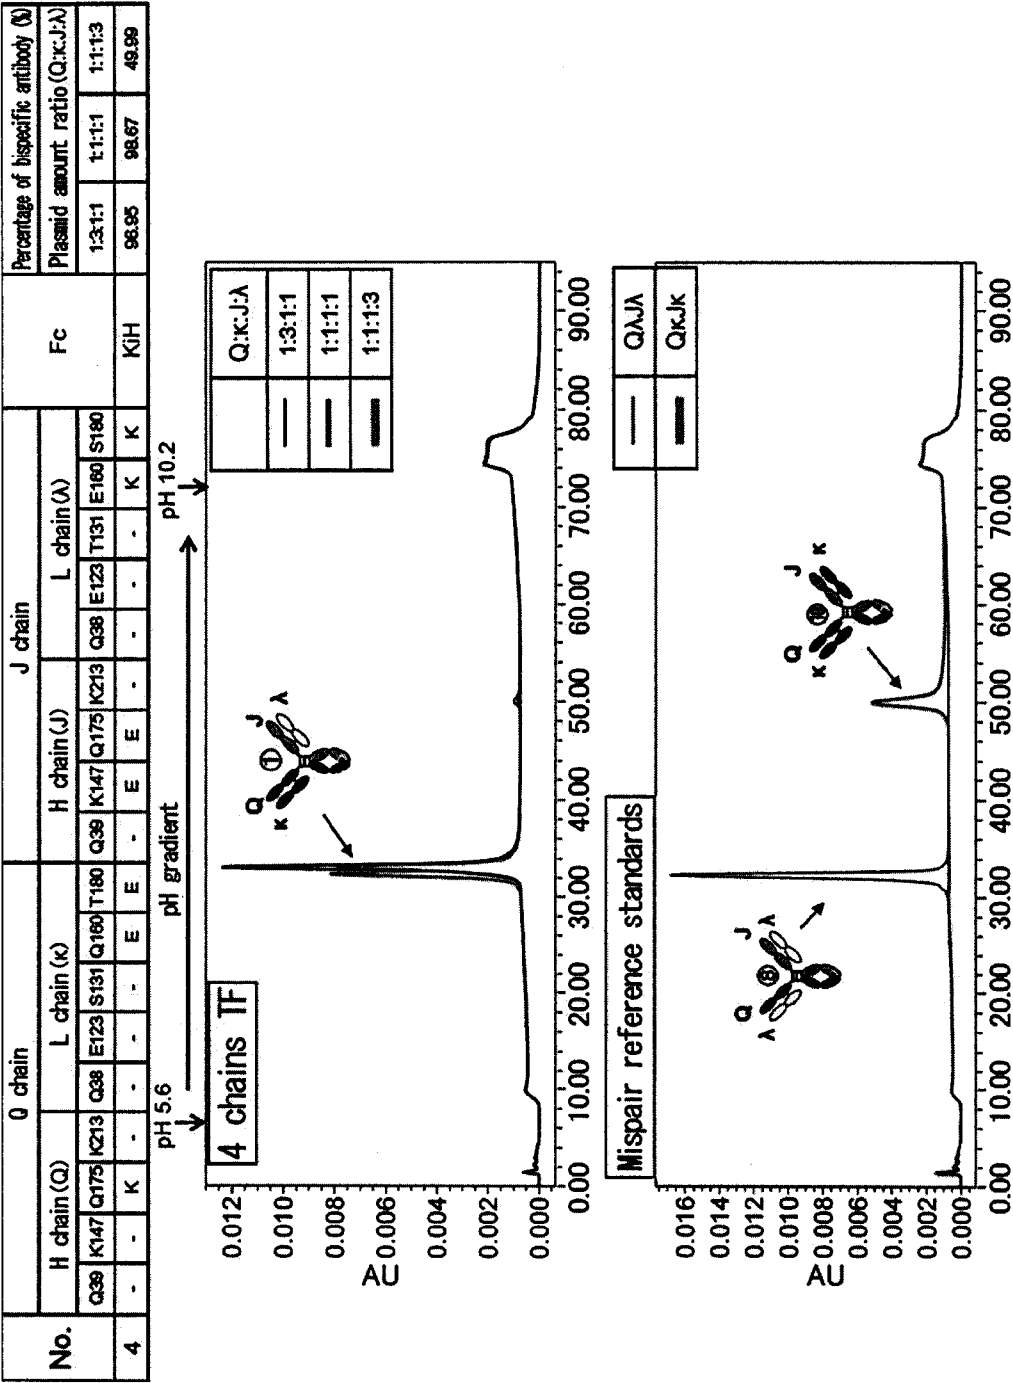 No.
Q chain
J chain
Fc
Percentage of bispecific antibody (%)
H chain (Q)
L chain (κ)
H chain (J)
L chain (λ)
Plasmid amount ratio (Q:κ:J:λ)
Q39 K147 Q175 K213 Q38 E123 S131 Q160 T180 Q39 K147 Q175 K213 Q38 E123 T131 E160 S180 1:3:1:1 1:1:1:1 1:1:1:3
4 - - K - - - - E E - E E - - - - K K KiH 96.95 98.67 49.99
pH 5.6
pH gradient
pH 10.2
4 chains TF
Q:κ:J:λ
1:3:1:1
1:1:1:1
1:1:1:3
Q J
①
κ λ
0.012
0.010
0.008
0.006
0.004
0.002
0.000
AU
0.00 10.00 20.00 30.00 40.00 50.00 60.00 70.00 80.00 90.00
Mispair reference standards
QλJλ
QκJκ
Q J
⑧
λ λ
Q J
κ κ
0.016
0.014
0.012
0.010
0.008
0.006
0.004
0.002
0.000
AU
0.00 10.00 20.00 30.00 40.00 50.00 60.00 70.00 80.00 90.00